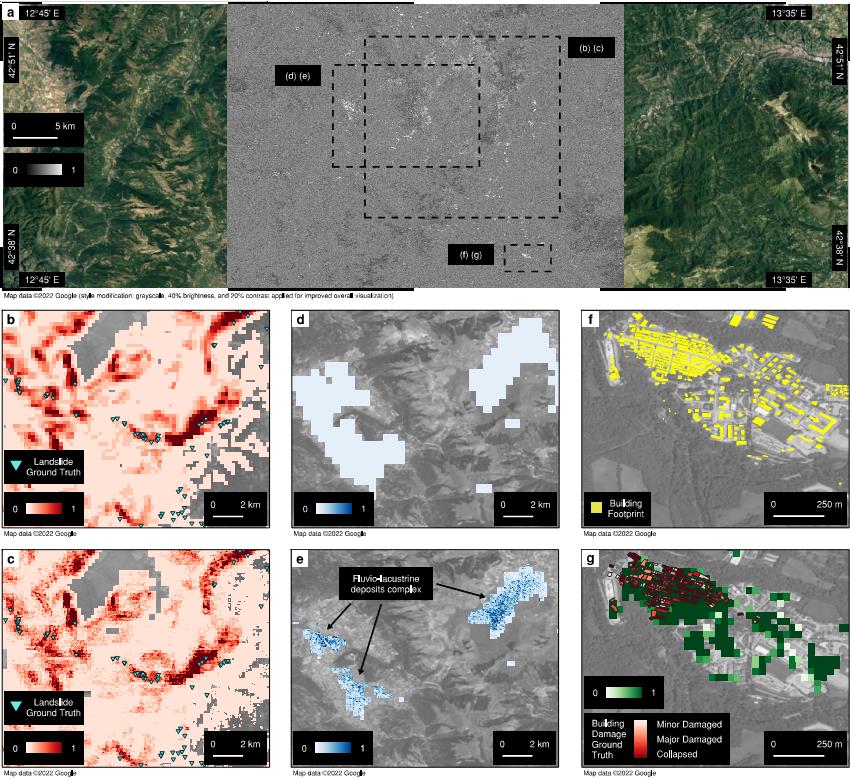 a
12°45' E
13°35' E
42°51' N
42°51' N
(b) (c)
(d) (e)
0 5 km
0 1
42°38' N
42°38' N
(f) (g)
12°45' E
13°35' E
Map data ©2022 Google (style modification: grayscale, 40% brightness, and 20% contrast applied for improved overall visualization)
b
Landslide
Ground Truth
0 1
0 2 km
Map data ©2022 Google
d
0 1
0 2 km
Map data ©2022 Google
f
Building
Footprint
0 250 m
Map data ©2022 Google
c
Landslide
Ground Truth
0 1
0 2 km
Map data ©2022 Google
e
Fluvio-lacustrine
deposits complex
0 1
0 2 km
Map data ©2022 Google
g
0 1
Building
Damage
Ground
Truth
Minor Damaged
Major Damaged
Collapsed
0 250 m
Map data ©2022 Google